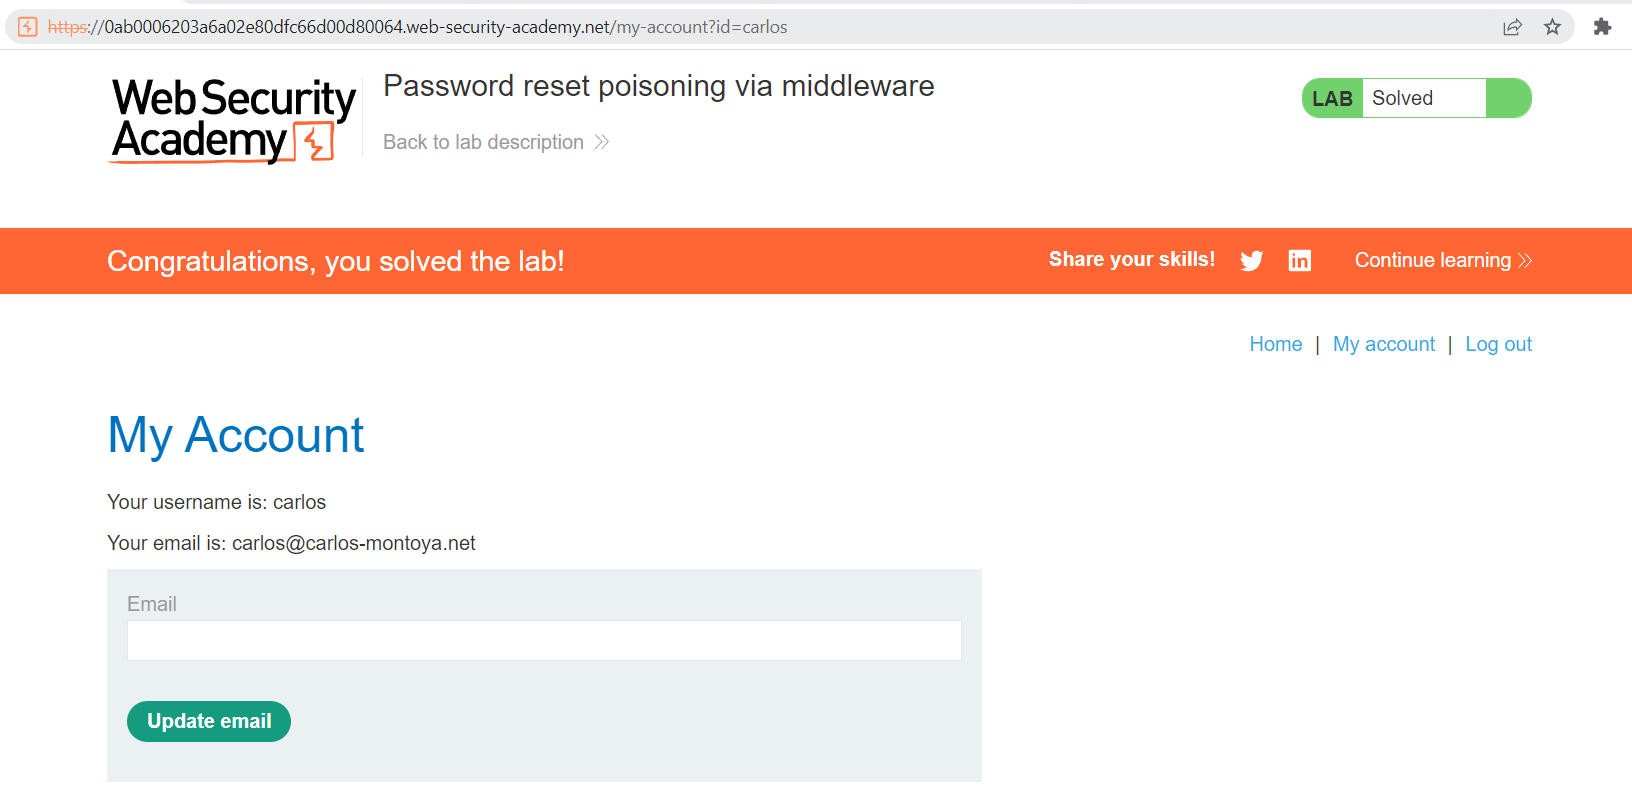 https://0ab0006203a6a02e80dfc66d00d80064.web-security-academy.net/my-account?id=carlos
Web Security
Academy
Password reset poisoning via middleware
Back to lab description
LAB Solved
Congratulations, you solved the lab!
Share your skills!
Continue learning
Home | My account | Log out
My Account
Your username is: carlos
Your email is: carlos@carlos-montoya.net
Email
Update email